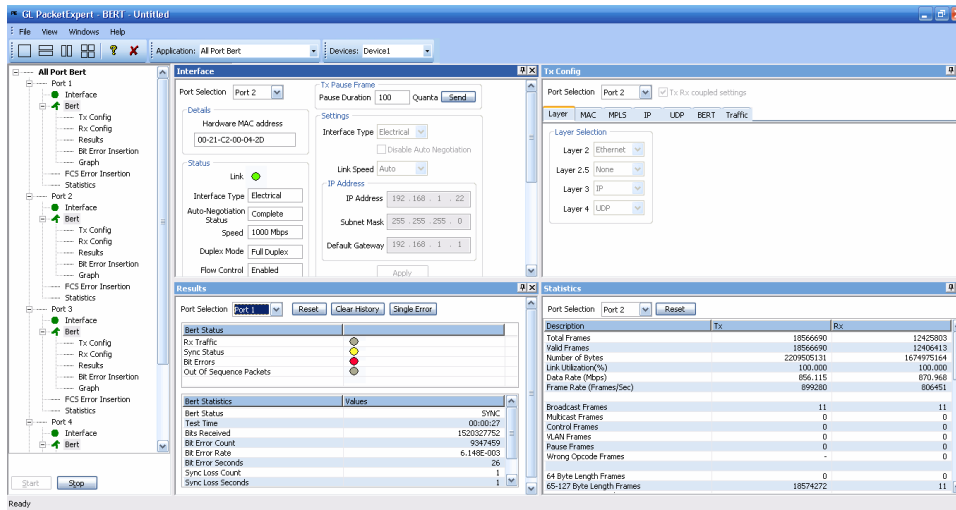 GL PacketExpert - BERT - Untitled
File View Windows Help
Application: All Port Bert Devices: Device1
All Port Bert
Port 1
Interface
Bert
Tx Config
Rx Config
Results
Bit Error Insertion
Graph
FCS Error Insertion
Statistics
Port 2
Interface
Bert
Tx Config
Rx Config
Results
Bit Error Insertion
Graph
FCS Error Insertion
Statistics
Port 3
Interface
Bert
Tx Config
Rx Config
Results
Bit Error Insertion
Graph
FCS Error Insertion
Statistics
Port 4
Interface
Bert
Start Stop
Ready
Interface
Port Selection Port 2
Details
Hardware MAC address
00-21-C2-00-04-2D
Status
Link
Interface Type Electrical
Auto-Negotiation Status Complete
Speed 1000 Mbps
Duplex Mode Full Duplex
Flow Control Enabled
Tx Pause Frame
Pause Duration 100 Quanta Send
Settings
Interface Type Electrical
Disable Auto Negotiation
Link Speed Auto
IP Address
IP Address 192 . 168 . 1 . 22
Subnet Mask 255 . 255 . 255 . 0
Default Gateway 192 . 168 . 1 . 1
Apply
Tx Config
Port Selection Port 2 Tx Rx coupled settings
Layer MAC MPLS IP UDP BERT Traffic
Layer Selection
Layer 2 Ethernet
Layer 2.5 None
Layer 3 IP
Layer 4 UDP
Results
Port Selection Port 1 Reset Clear History Single Error
Bert Status
Rx Traffic
Sync Status
Bit Errors
Out Of Sequence Packets
Bert Statistics Values
Bert Status SYNC
Test Time 00:00:27
Bits Received 1520327752
Bit Error Count 9347459
Bit Error Rate 6.148E-003
Bit Error Seconds 26
Sync Loss Count 1
Sync Loss Seconds 1
Statistics
Port Selection Port 2 Reset
Description Tx Rx
Total Frames 18566690 12425803
Valid Frames 18566690 12406413
Number of Bytes 2209505131 1674975164
Link Utilization(%) 100.000 100.000
Data Rate (Mbps) 856.115 870.968
Frame Rate (Frames/Sec) 899280 806451
Broadcast Frames 11 11
Multicast Frames 0 0
Control Frames 0 0
VLAN Frames 0 0
Pause Frames 0 0
Wrong Opcode Frames - 0
64 Byte Length Frames 0 0
65-127 Byte Length Frames 18574272 11